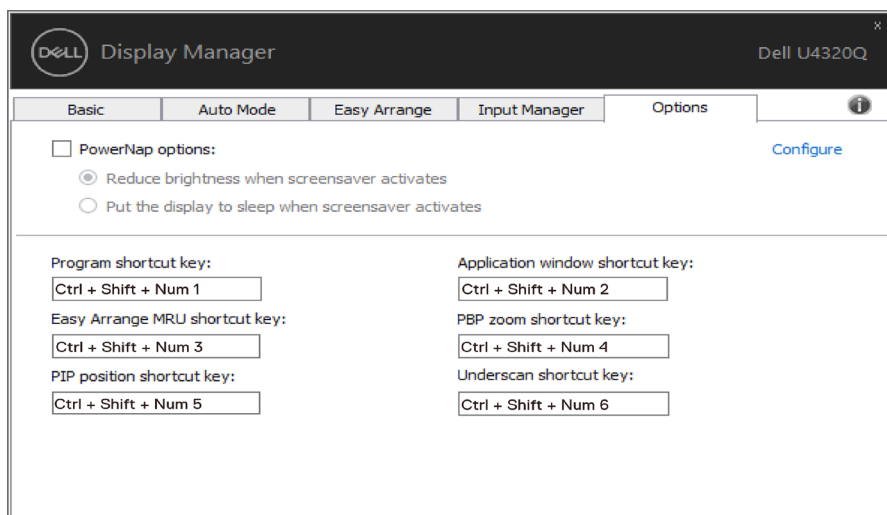 x
DELL Display Manager Dell U4320Q
Basic Auto Mode Easy Arrange Input Manager Options i
PowerNap options: Configure
Reduce brightness when screensaver activates
Put the display to sleep when screensaver activates
Program shortcut key: Application window shortcut key:
Ctrl + Shift + Num 1 Ctrl + Shift + Num 2
Easy Arrange MRU shortcut key: PBP zoom shortcut key:
Ctrl + Shift + Num 3 Ctrl + Shift + Num 4
PIP position shortcut key: Underscan shortcut key:
Ctrl + Shift + Num 5 Ctrl + Shift + Num 6